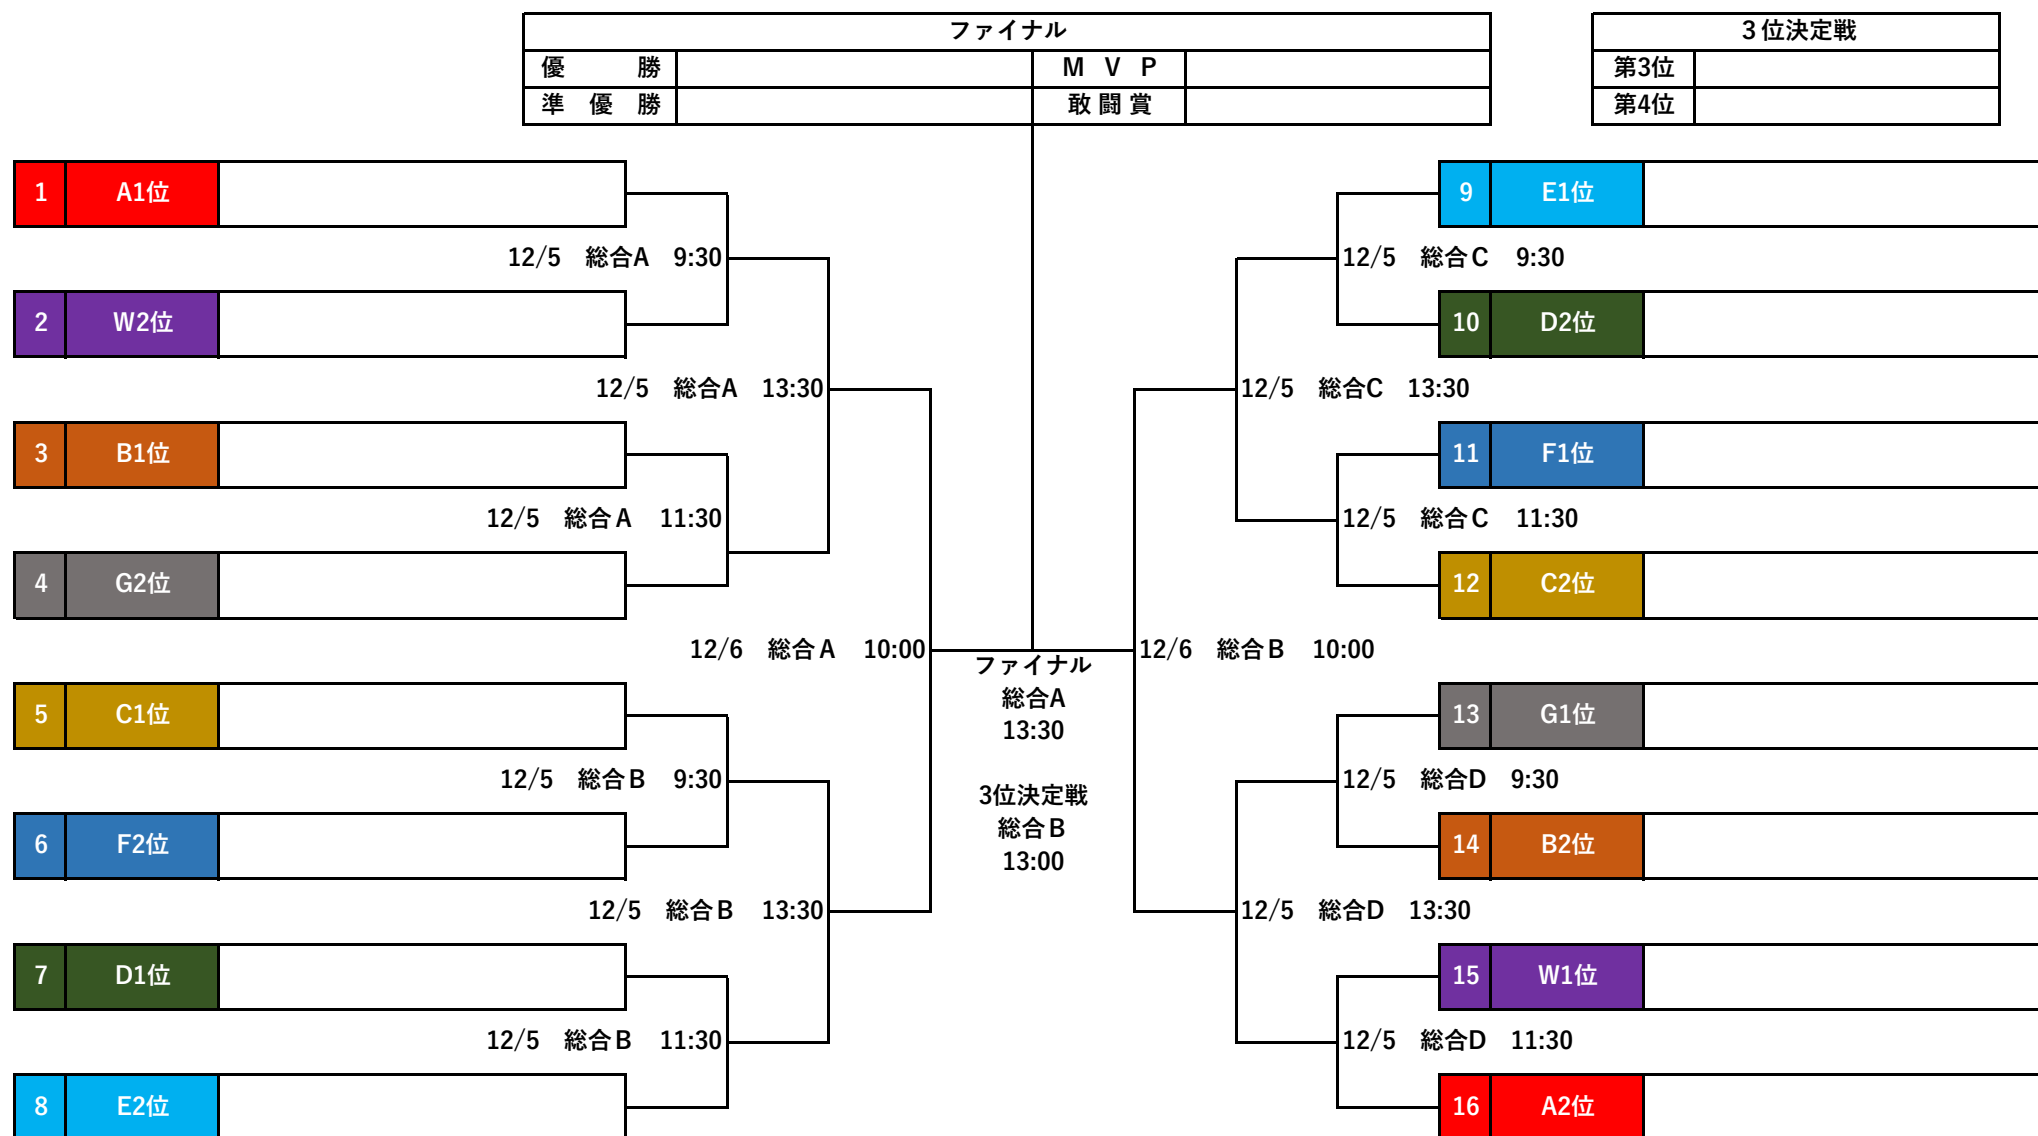 ファイナル
優 勝 M V P
準 優 勝 敢 闘 賞
３位決定戦
第3位
第4位
1 A1位
12/5 総合A 9:30
2 W2位
12/5 総合A 13:30
3 B1位
12/5 総合Ａ 11:30
4 G2位
12/6 総合Ａ 10:00
5 C1位
12/5 総合Ｂ 9:30
6 F2位
12/5 総合Ｂ 13:30
7 D1位
12/5 総合Ｂ 11:30
8 E2位
ファイナル
総合A
13:30
3位決定戦
総合Ｂ
13:00
9 E1位
12/5 総合Ｃ 9:30
10 D2位
12/5 総合C 13:30
11 F1位
12/5 総合Ｃ 11:30
12 C2位
12/6 総合Ｂ 10:00
13 G1位
12/5 総合D 9:30
14 B2位
12/5 総合D 13:30
15 W1位
12/5 総合D 11:30
16 A2位